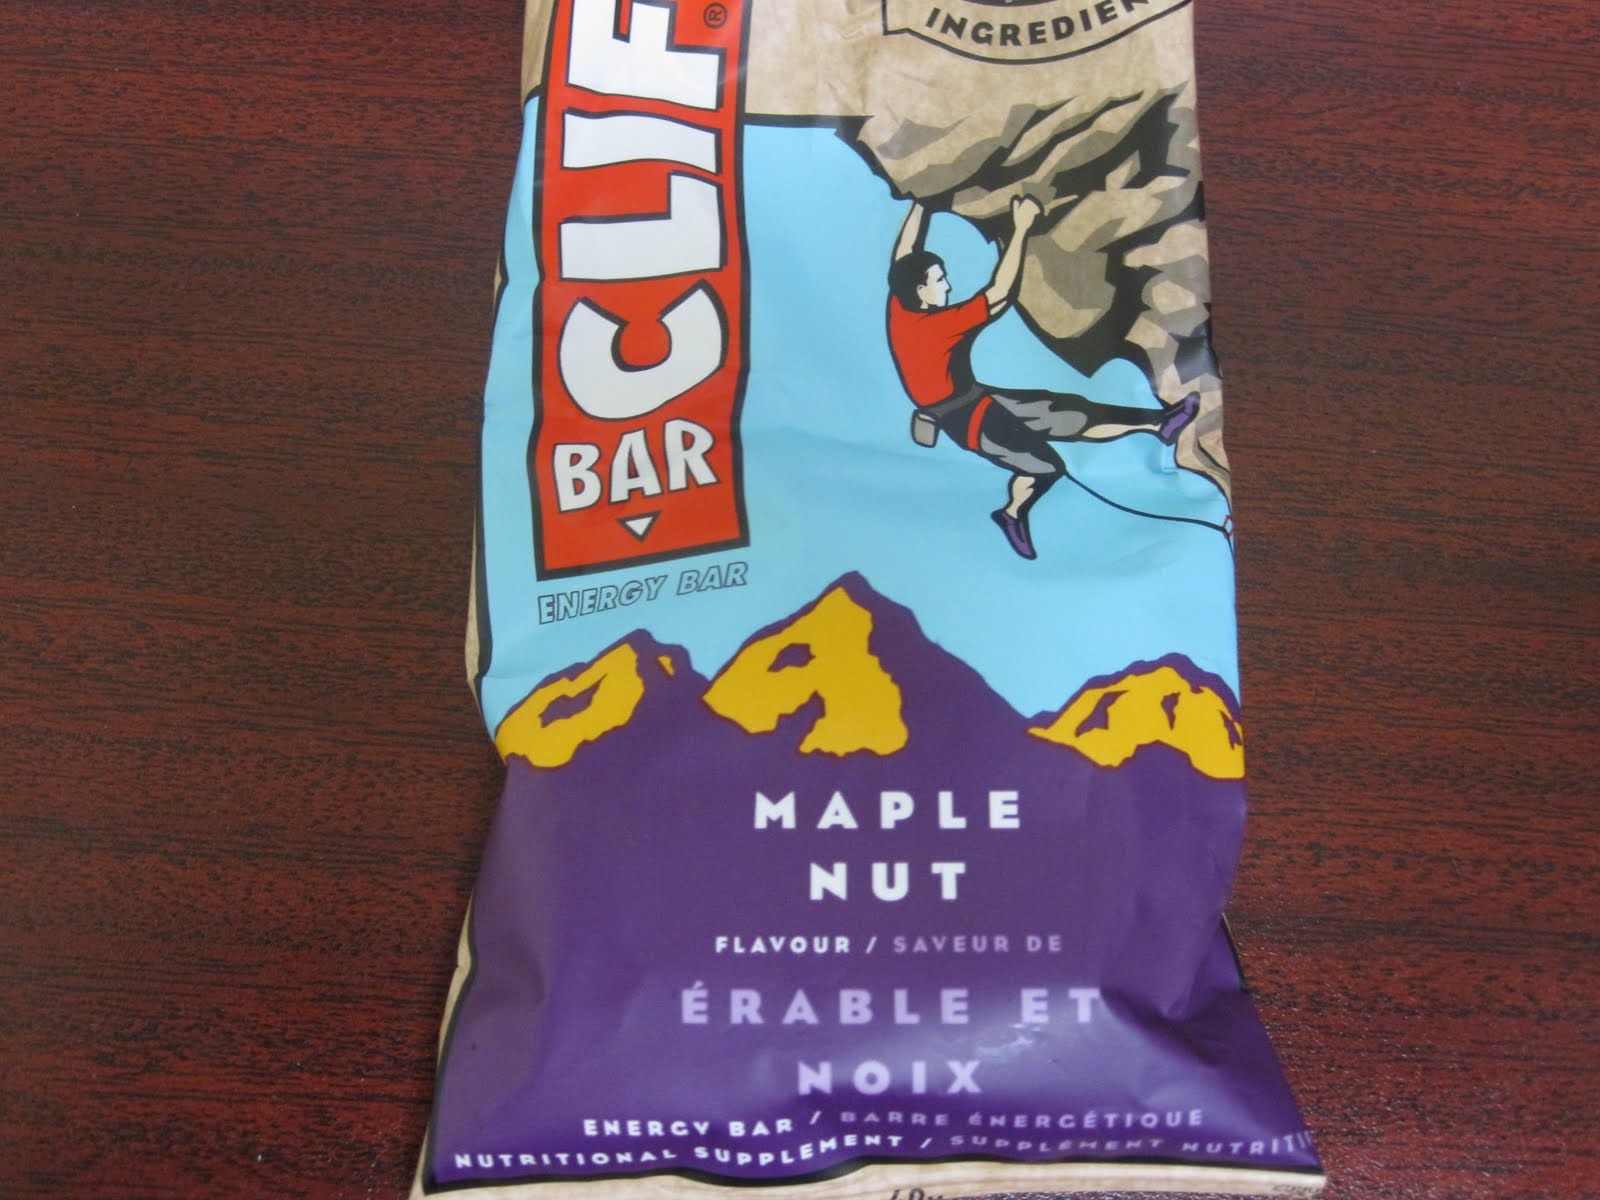 INGREDIEN
CLIF®
BAR
ENERGY BAR
MAPLE
NUT
FLAVOUR / SAVEUR DE
ÉRABLE ET
NOIX
ENERGY BAR / BARRE ÉNERGÉTIQUE
NUTRITIONAL SUPPLEMENT / SUPPLÉMENT NUTRITI